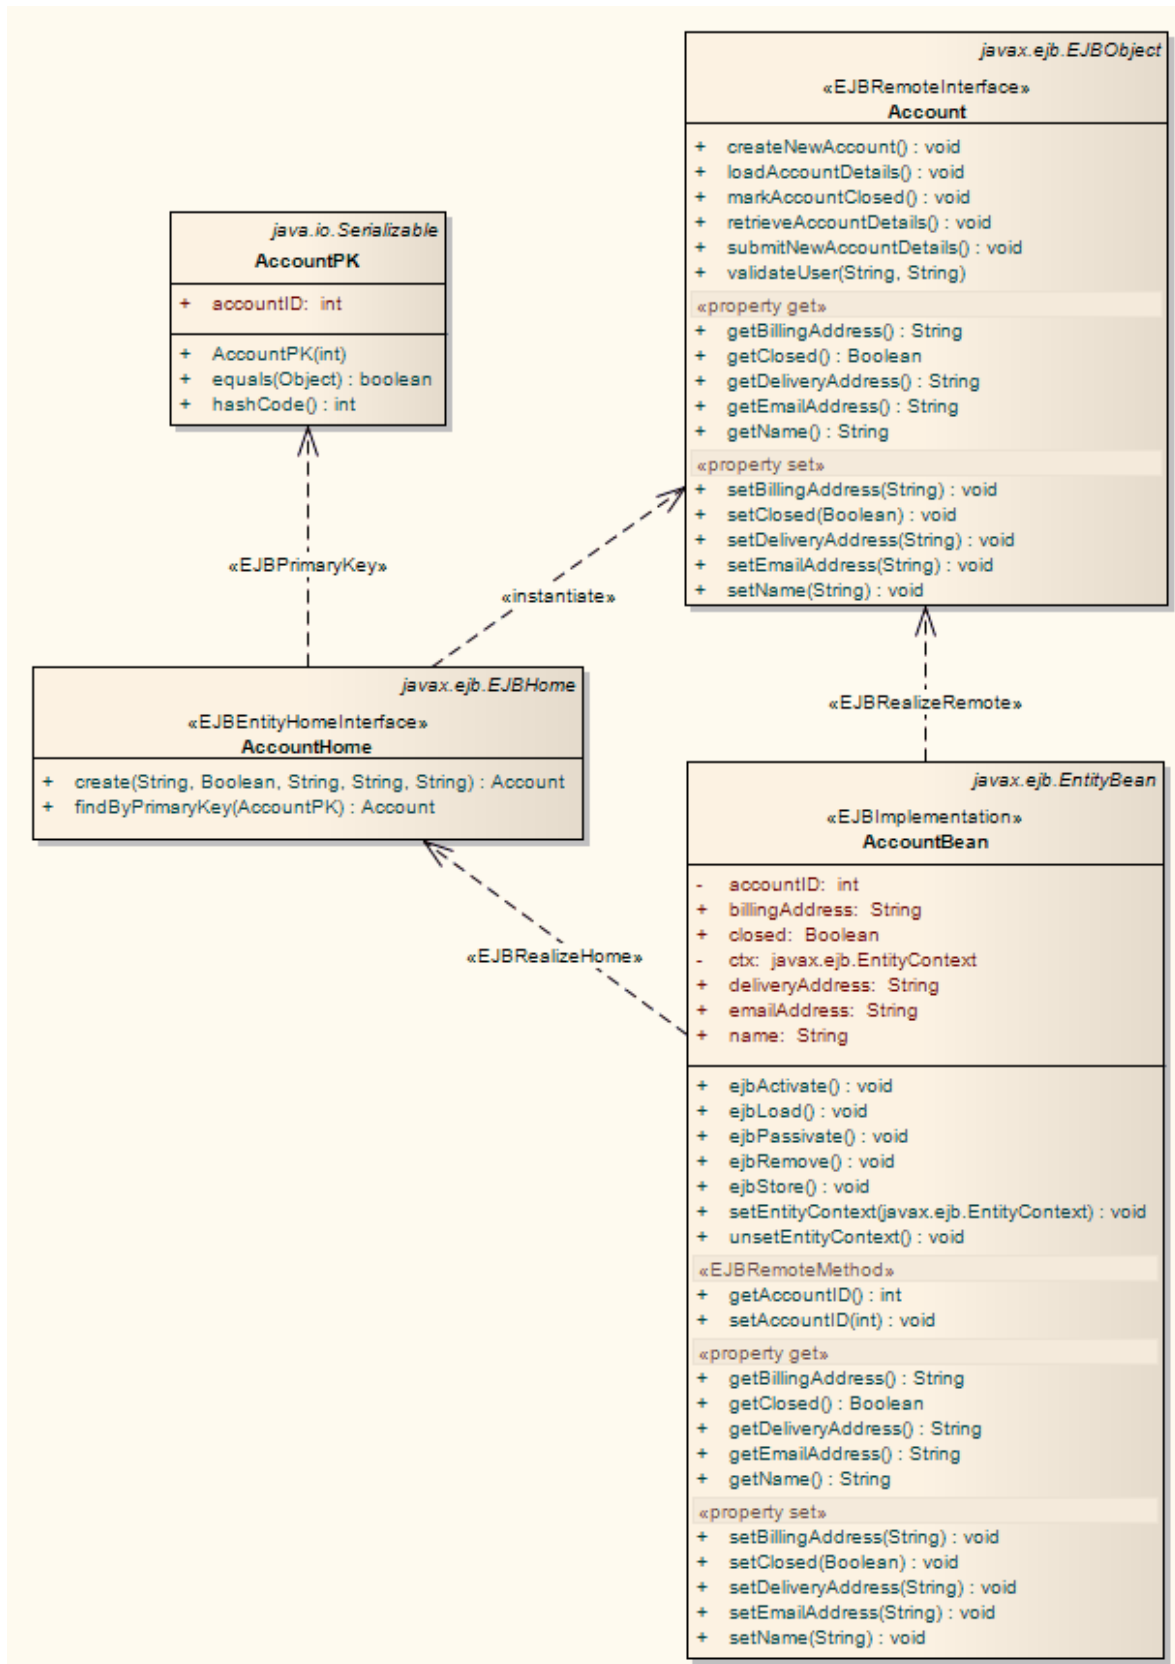 javax.ejb.EJBObject
«EJBRemoteInterface»
Account
+ createNewAccount() : void
+ loadAccountDetails() : void
+ markAccountClosed() : void
+ retrieveAccountDetails() : void
+ submitNewAccountDetails() : void
+ validateUser(String, String)
«property get»
+ getBillingAddress() : String
+ getClosed() : Boolean
+ getDeliveryAddress() : String
+ getEmailAddress() : String
+ getName() : String
«property set»
+ setBillingAddress(String) : void
+ setClosed(Boolean) : void
+ setDeliveryAddress(String) : void
+ setEmailAddress(String) : void
+ setName(String) : void
java.io.Serializable
AccountPK
+ accountID: int
+ AccountPK(int)
+ equals(Object) : boolean
+ hashCode() : int
«EJBPrimaryKey»
«instantiate»
javax.ejb.EJBHome
«EJBEntityHomeInterface»
AccountHome
+ create(String, Boolean, String, String, String) : Account
+ findByPrimaryKey(AccountPK) : Account
«EJBRealizeRemote»
«EJBRealizeHome»
javax.ejb.EntityBean
«EJBImplementation»
AccountBean
- accountID: int
+ billingAddress: String
+ closed: Boolean
- ctx: javax.ejb.EntityContext
+ deliveryAddress: String
+ emailAddress: String
+ name: String
+ ejbActivate() : void
+ ejbLoad() : void
+ ejbPassivate() : void
+ ejbRemove() : void
+ ejbStore() : void
+ setEntityContext(javax.ejb.EntityContext) : void
+ unsetEntityContext() : void
«EJBRemoteMethod»
+ getAccountID() : int
+ setAccountID(int) : void
«property get»
+ getBillingAddress() : String
+ getClosed() : Boolean
+ getDeliveryAddress() : String
+ getEmailAddress() : String
+ getName() : String
«property set»
+ setBillingAddress(String) : void
+ setClosed(Boolean) : void
+ setDeliveryAddress(String) : void
+ setEmailAddress(String) : void
+ setName(String) : void